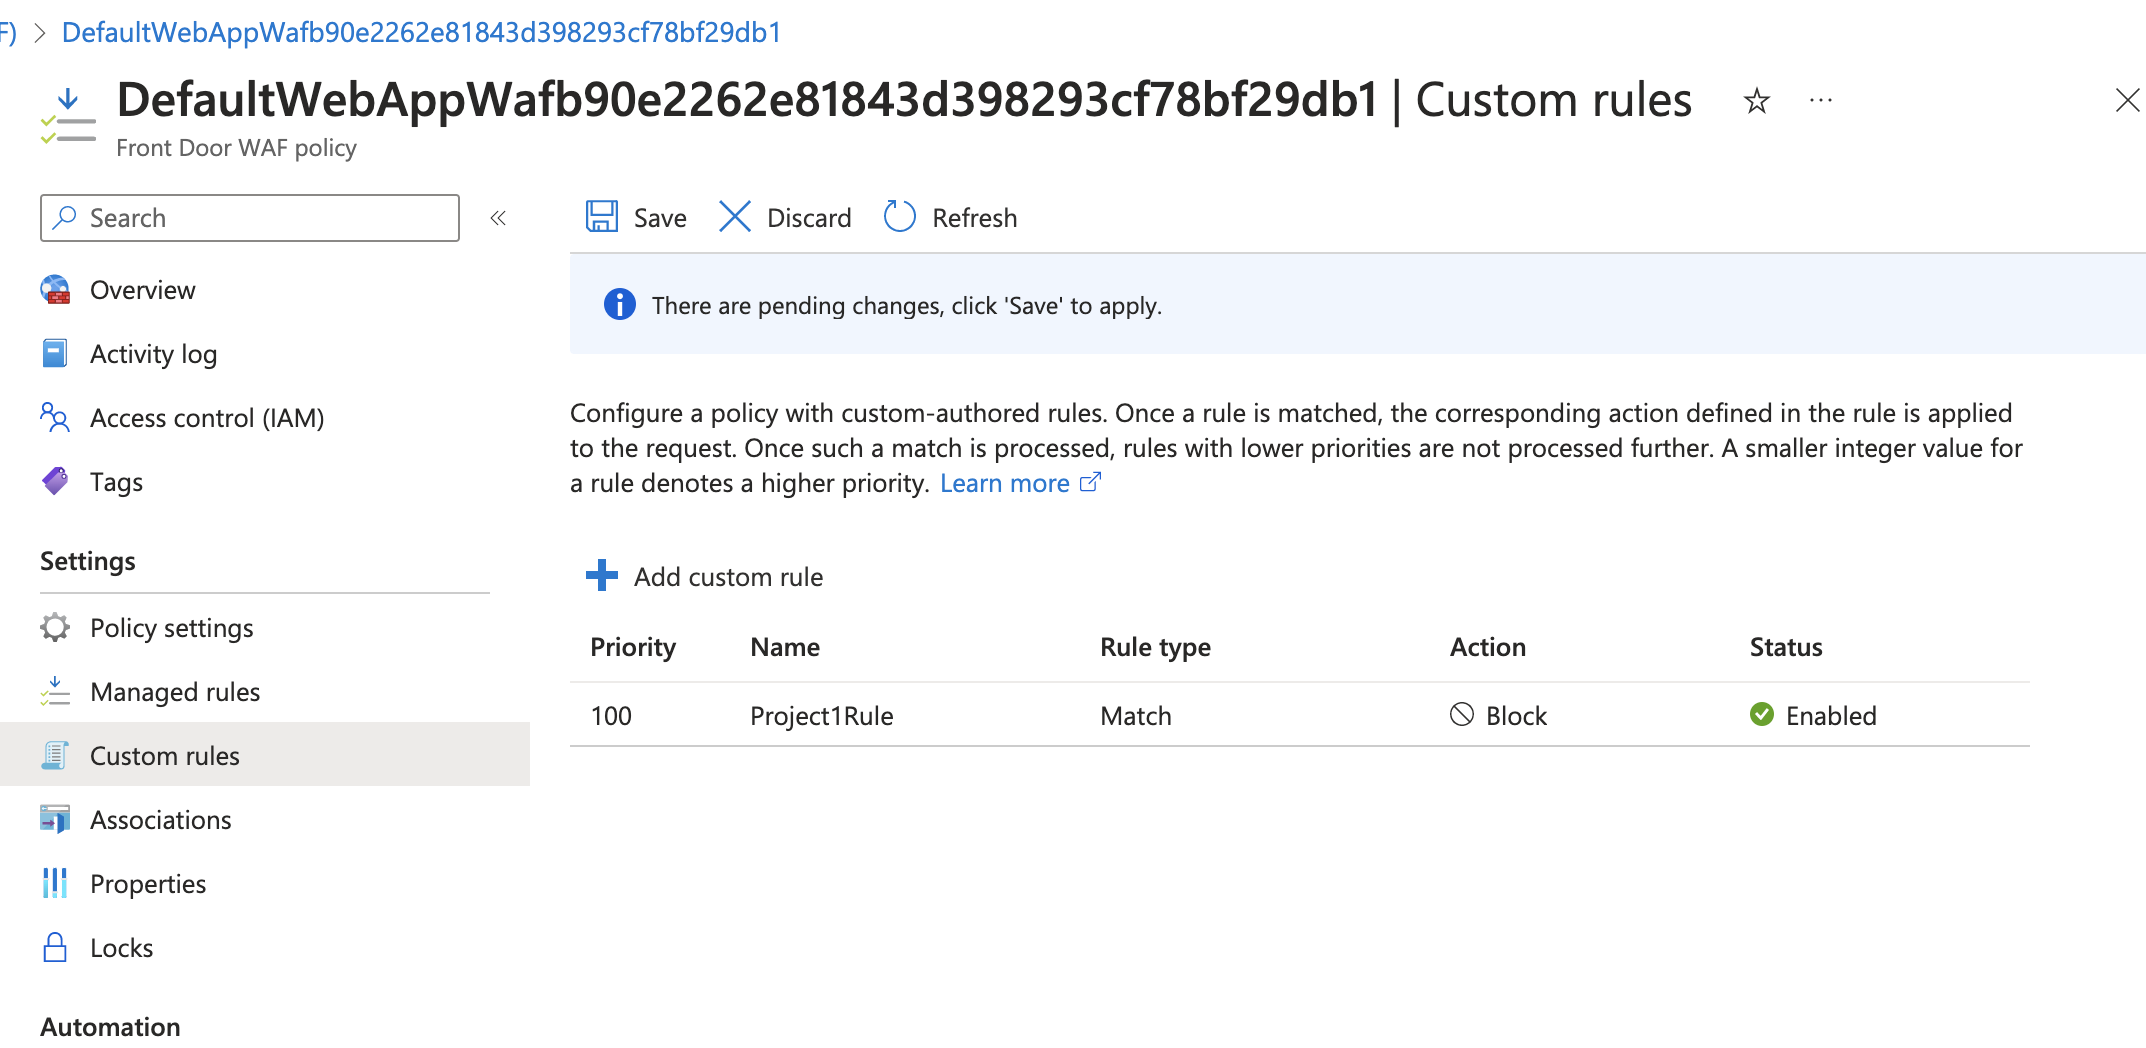 F) > DefaultWebAppWafb90e2262e81843d398293cf78bf29db1
DefaultWebAppWafb90e2262e81843d398293cf78bf29db1 | Custom rules
Front Door WAF policy
Search
Save Discard Refresh
Overview
There are pending changes, click 'Save' to apply.
Activity log
Access control (IAM)
Tags
Configure a policy with custom-authored rules. Once a rule is matched, the corresponding action defined in the rule is applied
to the request. Once such a match is processed, rules with lower priorities are not processed further. A smaller integer value for
a rule denotes a higher priority. Learn more
Settings
Policy settings
Managed rules
Custom rules
Associations
Properties
Locks
Automation
Add custom rule
Priority Name Rule type Action Status
100 Project1Rule Match Block Enabled